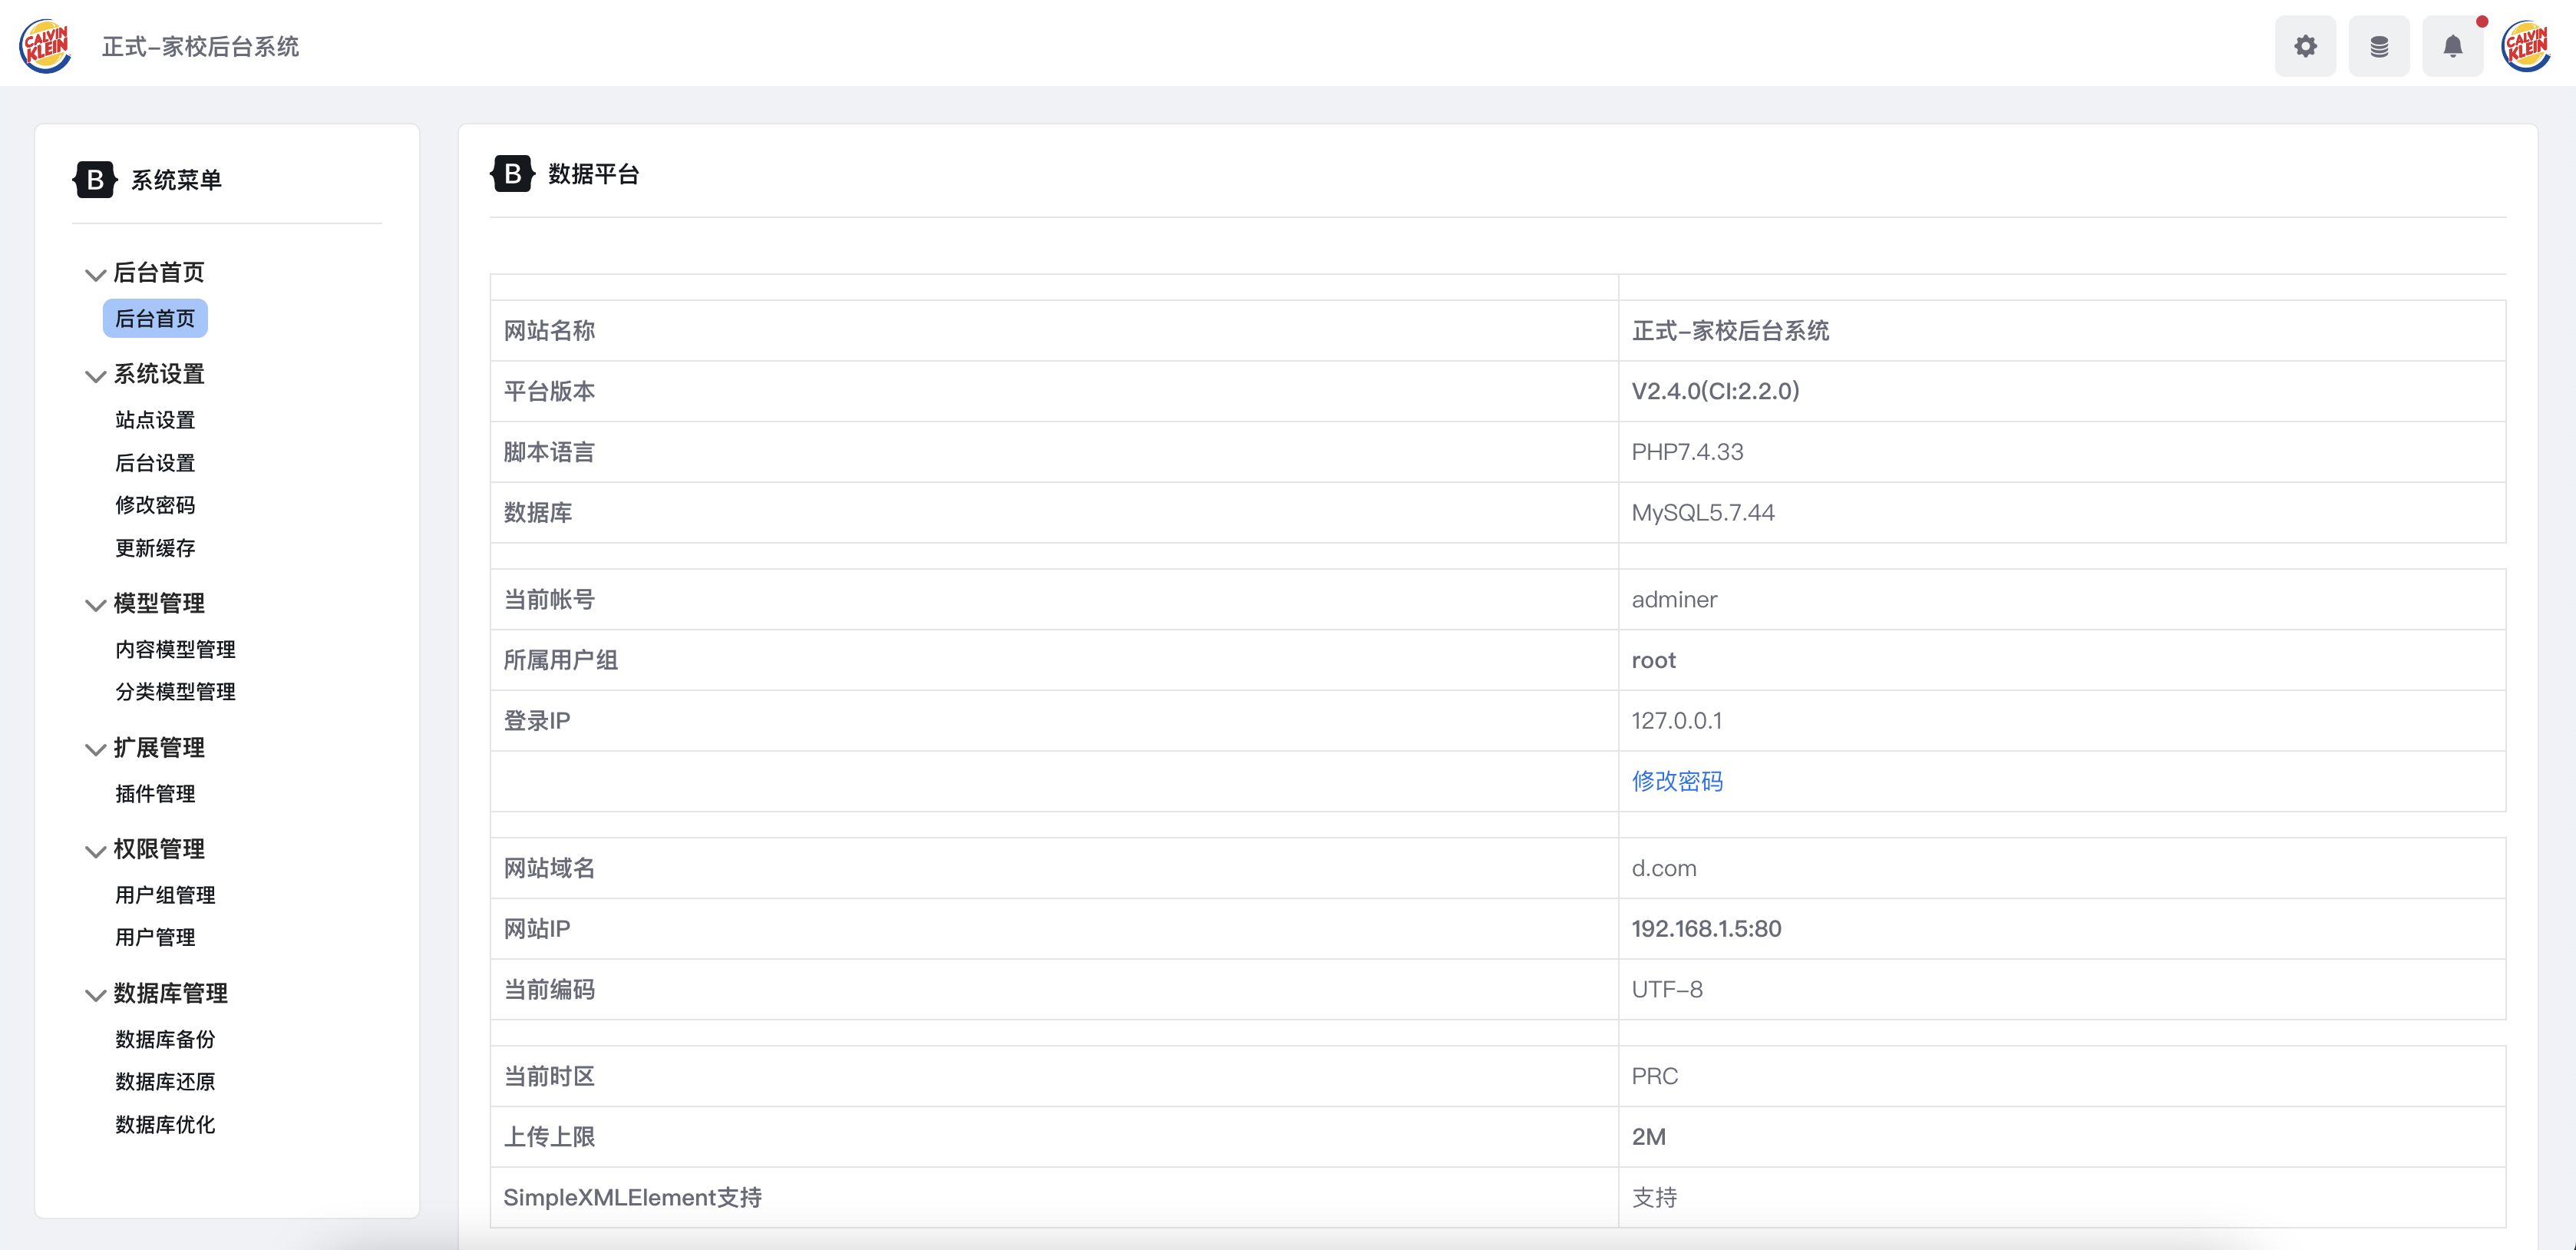 CALVIN
KLEIN
正式-家校后台系统
CALVIN
KLEIN
B 系统菜单
后台首页
后台首页
系统设置
站点设置
后台设置
修改密码
更新缓存
模型管理
内容模型管理
分类模型管理
扩展管理
插件管理
权限管理
用户组管理
用户管理
数据库管理
数据库备份
数据库还原
数据库优化
B 数据平台
网站名称 正式-家校后台系统
平台版本 V2.4.0(CI:2.2.0)
脚本语言 PHP7.4.33
数据库 MySQL5.7.44
当前帐号 adminer
所属用户组 root
登录IP 127.0.0.1
修改密码
网站域名 d.com
网站IP 192.168.1.5:80
当前编码 UTF-8
当前时区 PRC
上传上限 2M
SimpleXMLElement支持 支持